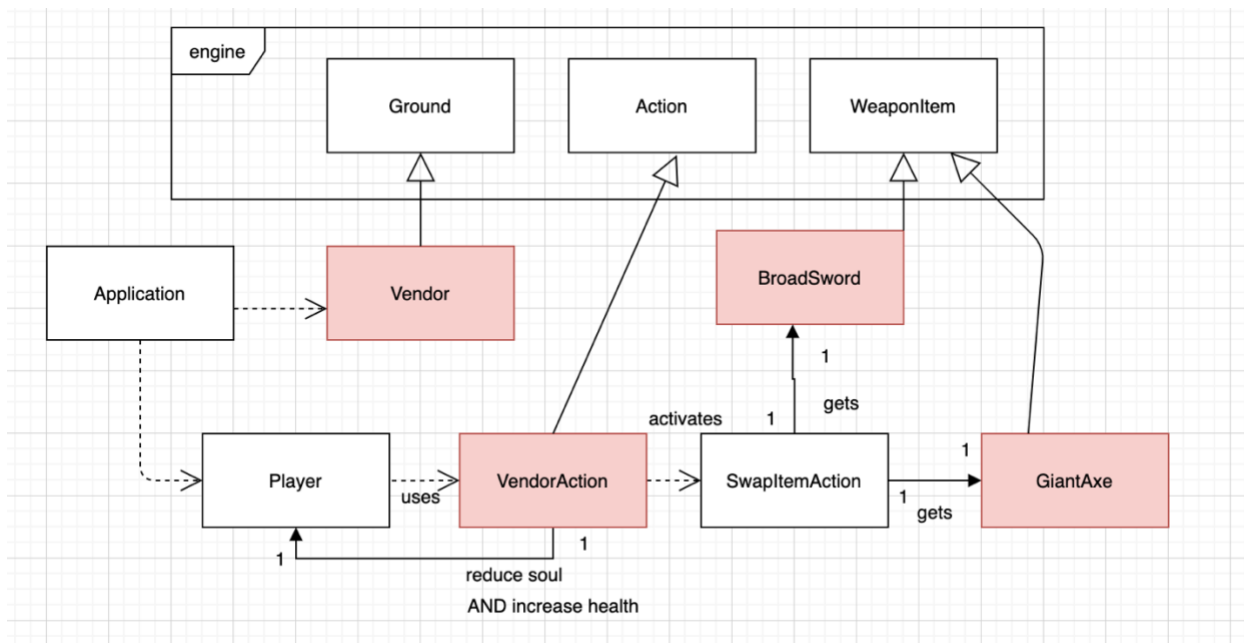 engine
Ground
Action
WeaponItem
Application
Vendor
BroadSword
1
gets
activates
1
Player
uses
VendorAction
SwapItemAction
1
1
gets
GiantAxe
1
1
reduce soul
AND increase health